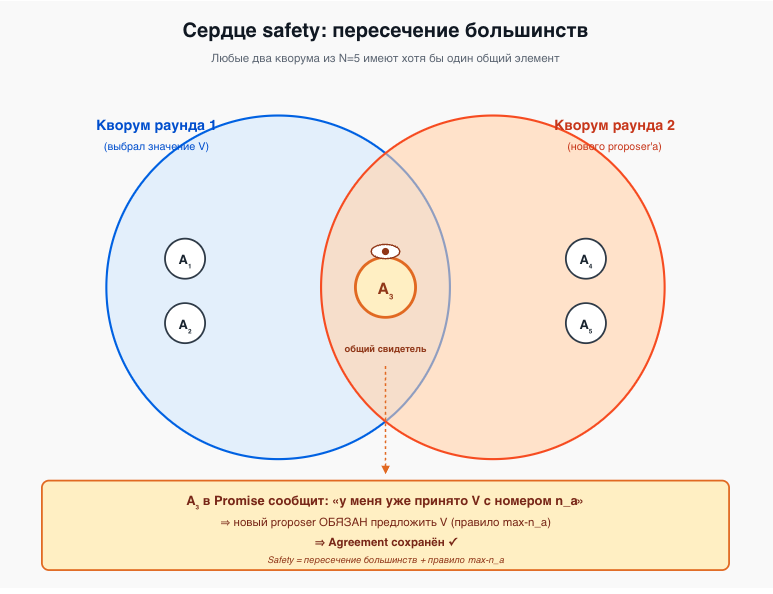 Сердце safety: пересечение большинств
Любые два кворума из N=5 имеют хотя бы один общий элемент
Кворум раунда 1
(выбрал значение V)
Кворум раунда 2
(нового proposer'а)
A₁
A₂
A₃
A₄
A₅
общий свидетель
A₃ в Promise сообщит: «у меня уже принято V с номером n_a»
⇒ новый proposer ОБЯЗАН предложить V (правило max-n_a)
⇒ Agreement сохранён ✓
Safety = пересечение большинств + правило max-n_a